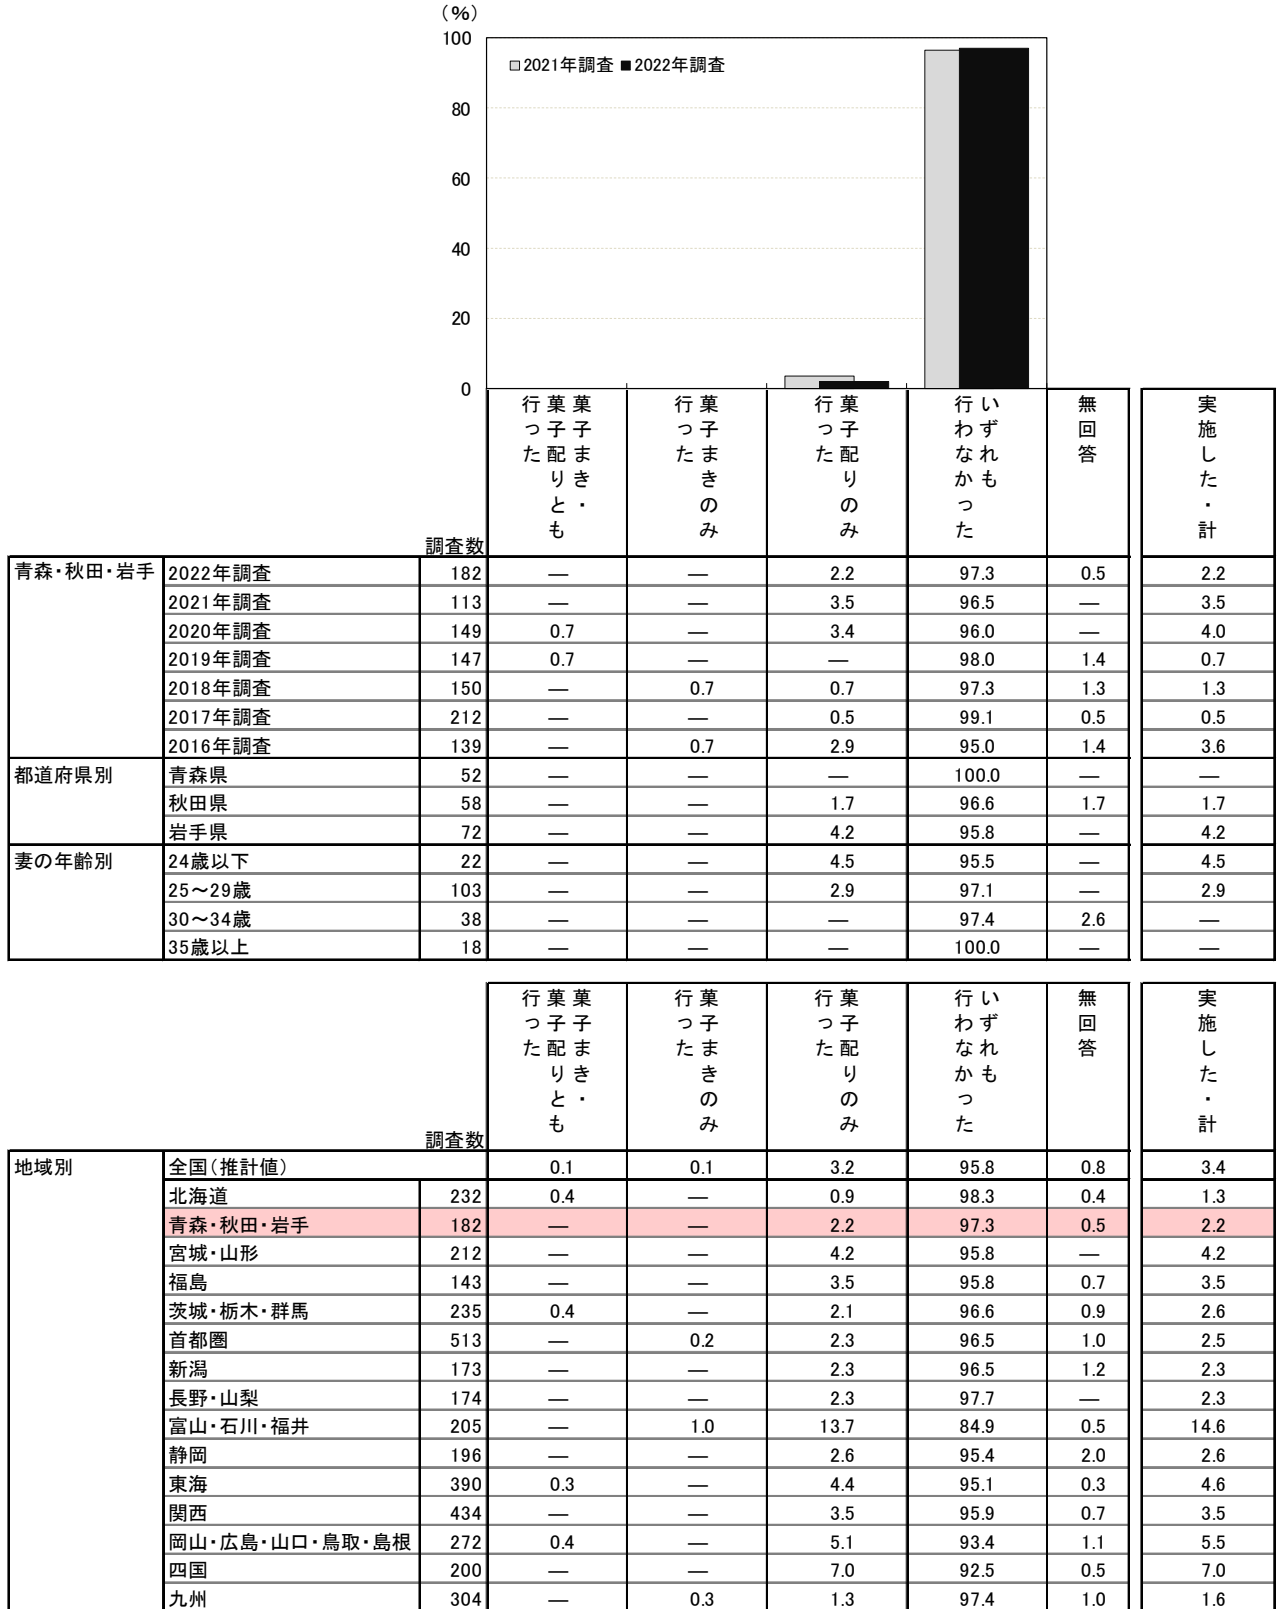 （%）
100
80
60
40
20
0
2021年調査 2022年調査
調査数 菓子まき・菓子配りとも行った 菓子まきのみ行った 菓子配りのみ行った いずれも行わなかった 無回答 実施した・計
青森・秋田・岩手 2022年調査 182 — — 2.2 97.3 0.5 2.2
2021年調査 113 — — 3.5 96.5 — 3.5
2020年調査 149 0.7 — 3.4 96.0 — 4.0
2019年調査 147 0.7 — — 98.0 1.4 0.7
2018年調査 150 — 0.7 0.7 97.3 1.3 1.3
2017年調査 212 — — 0.5 99.1 0.5 0.5
2016年調査 139 — 0.7 2.9 95.0 1.4 3.6
都道府県別 青森県 52 — — — 100.0 — —
秋田県 58 — — 1.7 96.6 1.7 1.7
岩手県 72 — — 4.2 95.8 — 4.2
妻の年齢別 24歳以下 22 — — 4.5 95.5 — 4.5
25～29歳 103 — — 2.9 97.1 — 2.9
30～34歳 38 — — — 97.4 2.6 —
35歳以上 18 — — — 100.0 — —
調査数 菓子まき・菓子配りとも行った 菓子まきのみ行った 菓子配りのみ行った いずれも行わなかった 無回答 実施した・計
地域別 全国（推計値） 0.1 0.1 3.2 95.8 0.8 3.4
北海道 232 0.4 — 0.9 98.3 0.4 1.3
青森・秋田・岩手 182 — — 2.2 97.3 0.5 2.2
宮城・山形 212 — — 4.2 95.8 — 4.2
福島 143 — — 3.5 95.8 0.7 3.5
茨城・栃木・群馬 235 0.4 — 2.1 96.6 0.9 2.6
首都圏 513 — 0.2 2.3 96.5 1.0 2.5
新潟 173 — — 2.3 96.5 1.2 2.3
長野・山梨 174 — — 2.3 97.7 — 2.3
富山・石川・福井 205 — 1.0 13.7 84.9 0.5 14.6
静岡 196 — — 2.6 95.4 2.0 2.6
東海 390 0.3 — 4.4 95.1 0.3 4.6
関西 434 — — 3.5 95.9 0.7 3.5
岡山・広島・山口・鳥取・島根 272 0.4 — 5.1 93.4 1.1 5.5
四国 200 — — 7.0 92.5 0.5 7.0
九州 304 — 0.3 1.3 97.4 1.0 1.6